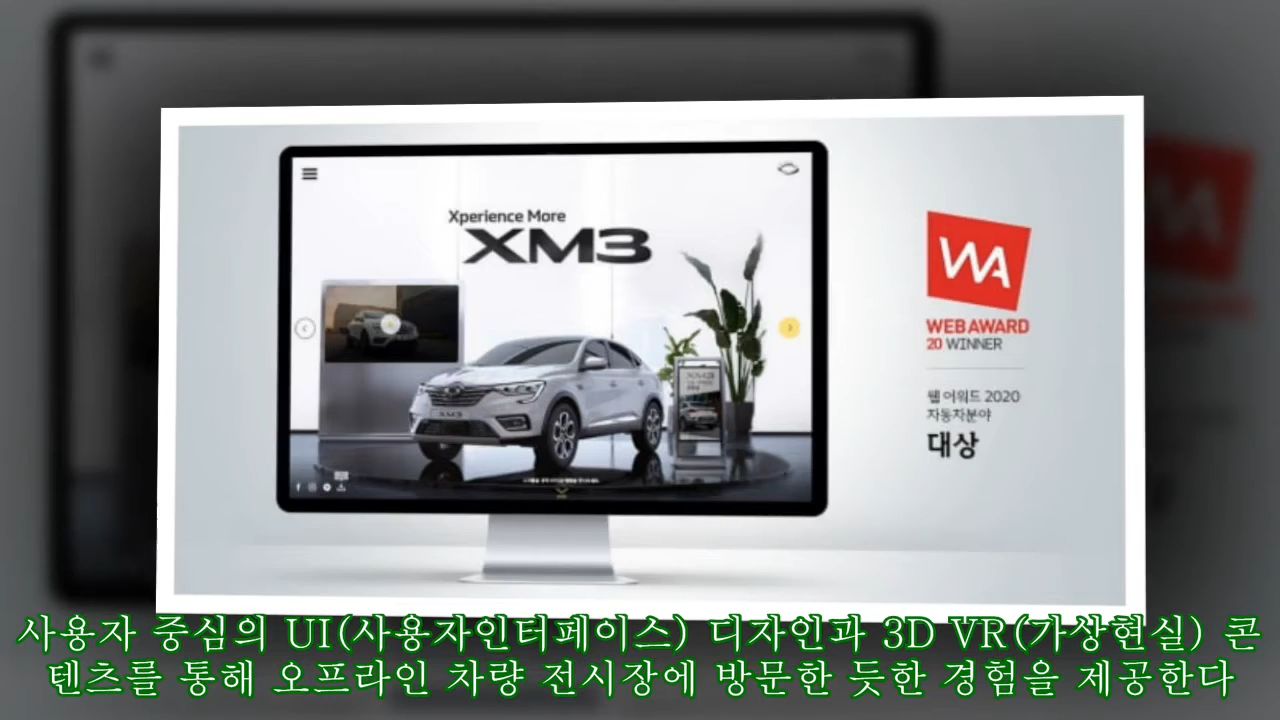 Xperience More
XM3
XM3
XM3
WA
WEB AWARD
20 WINNER
웹어워드 2020
자동차분야
대상
사용자 중심의 UI(사용자인터페이스) 디자인과 3D VR(가상현실) 콘
텐츠를 통해 오프라인 차량 전시장에 방문한 듯한 경험을 제공한다